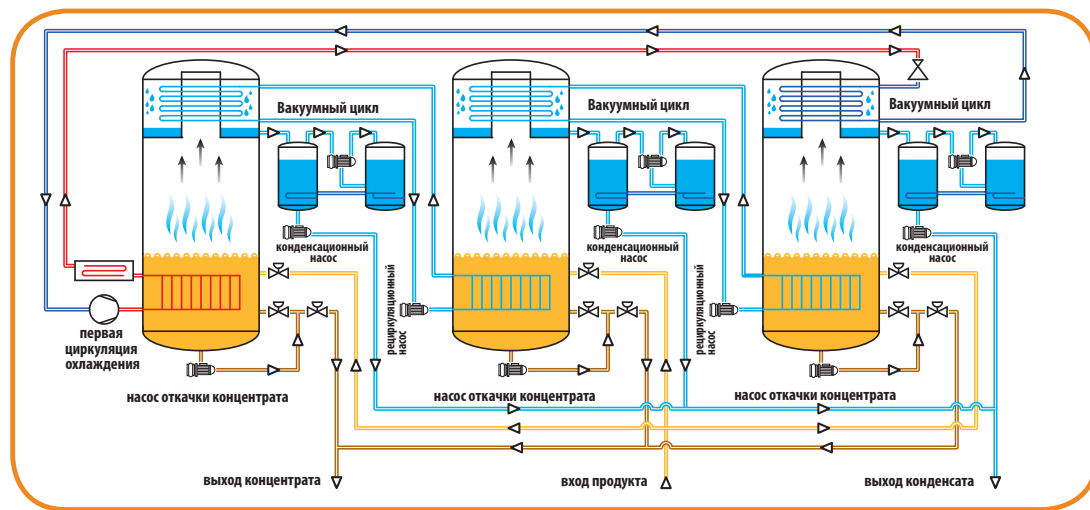 Вакуумный цикл
Вакуумный цикл
Вакуумный цикл
конденсационный
насос
конденсационный
насос
конденсационный
насос
рециркуляционный
насос
рециркуляционный
насос
первая
циркуляция
охлаждения
насос откачки концентрата
насос откачки концентрата
насос откачки концентрата
выход концентрата
вход продукта
выход конденсата